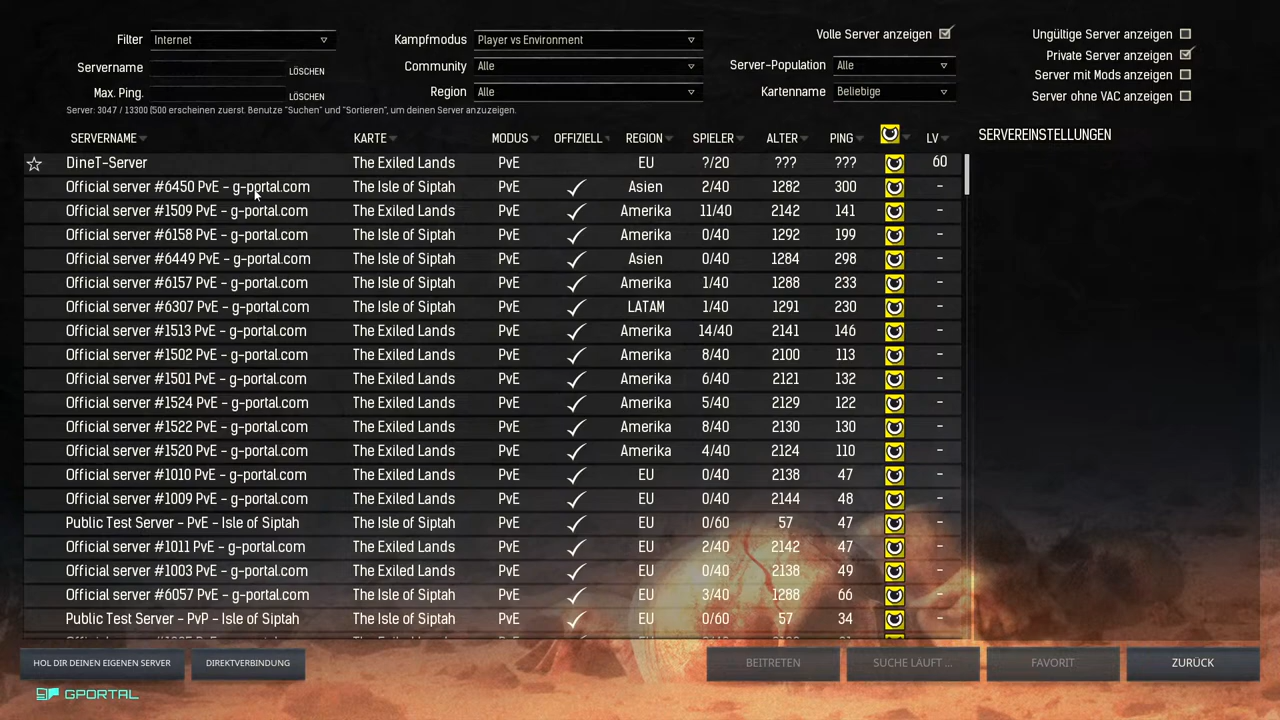 Filter Internet Kampfmodus Player vs Environment Volle Server anzeigen Ungültige Server anzeigen
Servername LÖSCHEN Community Alle Server-Population Alle Private Server anzeigen
Server mit Mods anzeigen
Max. Ping. LÖSCHEN Region Alle Kartenname Beliebige Server ohne VAC anzeigen
Server: 3047 / 13300 (500 erscheinen zuerst. Benutze "Suchen" und "Sortieren", um deinen Server anzuzeigen.
SERVERNAME KARTE MODUS OFFIZIELL REGION SPIELER ALTER PING LV SERVEREINSTELLUNGEN
DineT-Server The Exiled Lands PvE EU ?/20 ??? ??? 60
Official server #6450 PvE - g-portal.com The Isle of Siptah PvE Asien 2/40 1282 300 -
Official server #1500 PvE - g-portal.com The Exiled Lands PvE Amerika 11/40 2142 141 -
Official server #6158 PvE - g-portal.com The Isle of Siptah PvE Amerika 0/40 1292 199 -
Official server #6449 PvE - g-portal.com The Isle of Siptah PvE Asien 0/40 1284 298 -
Official server #6157 PvE - g-portal.com The Isle of Siptah PvE Amerika 1/40 1288 233 -
Official server #6307 PvE - g-portal.com The Isle of Siptah PvE LATAM 1/40 1291 230 -
Official server #1513 PvE - g-portal.com The Exiled Lands PvE Amerika 14/40 2141 146 -
Official server #1502 PvE - g-portal.com The Exiled Lands PvE Amerika 8/40 2100 113 -
Official server #1501 PvE - g-portal.com The Exiled Lands PvE Amerika 6/40 2121 132 -
Official server #1524 PvE - g-portal.com The Exiled Lands PvE Amerika 5/40 2129 122 -
Official server #1522 PvE - g-portal.com The Exiled Lands PvE Amerika 8/40 2130 130 -
Official server #1520 PvE - g-portal.com The Exiled Lands PvE Amerika 4/40 2124 110 -
Official server #1010 PvE - g-portal.com The Exiled Lands PvE EU 0/40 2138 47 -
Official server #1009 PvE - g-portal.com The Exiled Lands PvE EU 0/40 2144 48 -
Public Test Server - PvE - Isle of Siptah The Isle of Siptah PvE EU 0/60 57 47 -
Official server #1011 PvE - g-portal.com The Exiled Lands PvE EU 2/40 2142 47 -
Official server #1003 PvE - g-portal.com The Exiled Lands PvE EU 0/40 2138 49 -
Official server #6057 PvE - g-portal.com The Isle of Siptah PvE EU 3/40 1288 66 -
Public Test Server - PvP - Isle of Siptah The Isle of Siptah PvE EU 0/60 57 34 -
HOL DIR DEINEN EIGENEN SERVER DIREKTVERBINDUNG BEITRETEN SUCHE LÄUFT ... FAVORIT ZURÜCK
GPORTAL